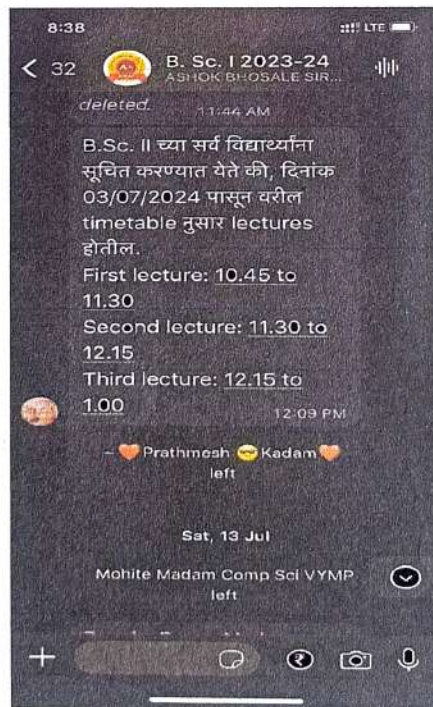 8:38
LTE
32
B. Sc. I 2023-24
ASHOK BHOSALE SIR...
deleted.
11:44 AM
B.Sc. II च्या सर्व विद्यार्थ्यांना
सूचित करण्यात येते की, दिनांक
03/07/2024 पासून वरील
timetable नुसार lectures
होतील.
First lecture: 10.45 to
11.30
Second lecture: 11.30 to
12.15
Third lecture: 12.15 to
1.00
12:09 PM
~ 🧡Prathmesh 😎Kadam🧡
left
Sat, 13 Jul
Mohite Madam Comp Sci VYMP
left